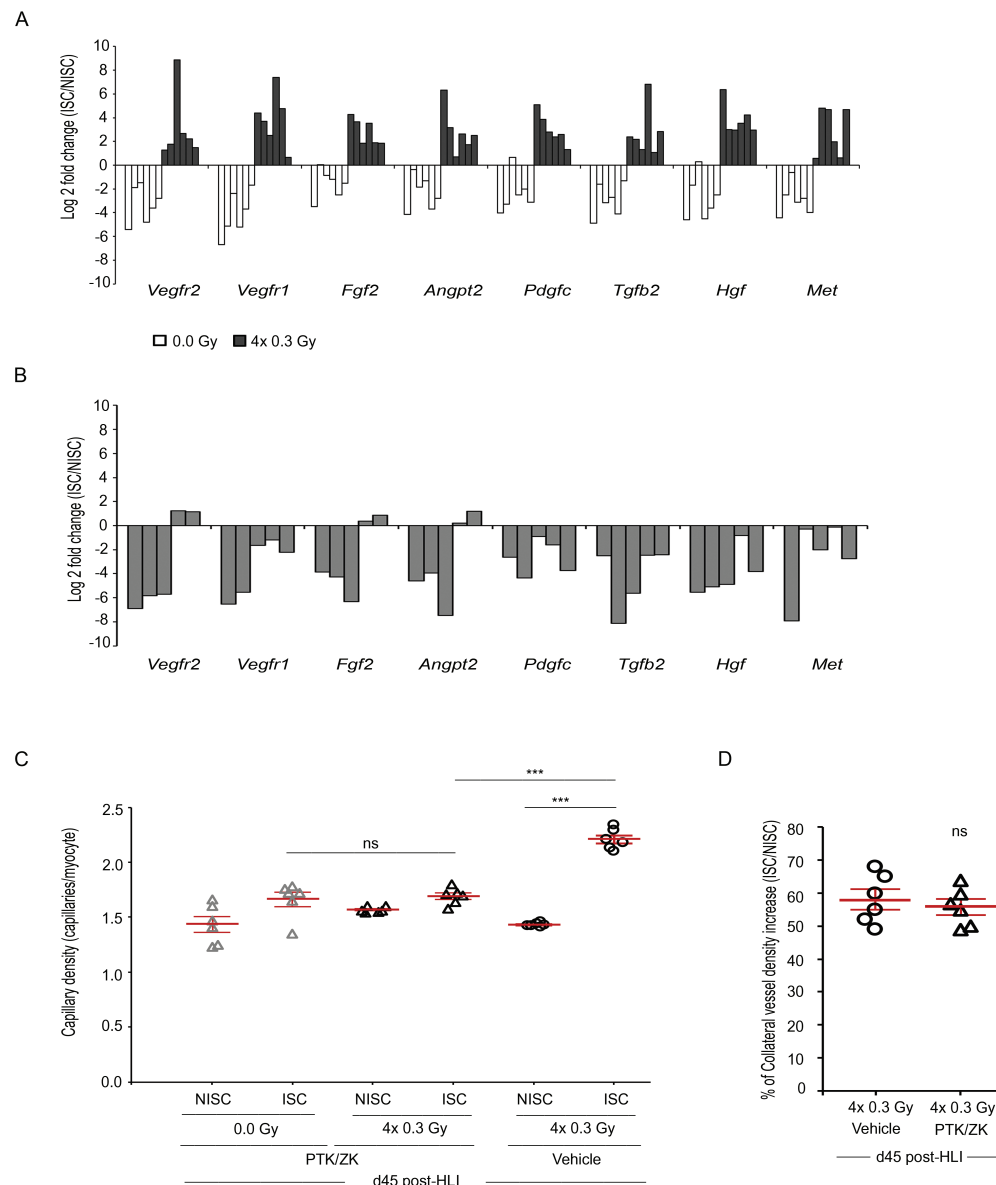 A
Log 2 fold change (ISC/NISC)
10
8
6
4
2
0
-2
-4
-6
-8
-10
Vegfr2 Vegfr1 Fgf2 Angpt2 Pdgfc Tgfb2 Hgf Met
0.0 Gy 4x 0.3 Gy
B
Log 2 fold change (ISC/NISC)
10
8
6
4
2
0
-2
-4
-6
-8
-10
Vegfr2 Vegfr1 Fgf2 Angpt2 Pdgfc Tgfb2 Hgf Met
C
Capillary density (capillaries/myocyte)
2.5
2.0
1.5
1.0
0.5
0.0
***
***
ns
NISC ISC NISC ISC NISC ISC
0.0 Gy 4x 0.3 Gy 4x 0.3 Gy
PTK/ZK Vehicle
d45 post-HLI
D
% of Collateral vessel density increase (ISC/NISC)
80
70
60
50
40
30
20
10
0
ns
4x 0.3 Gy 4x 0.3 Gy
Vehicle PTK/ZK
d45 post-HLI